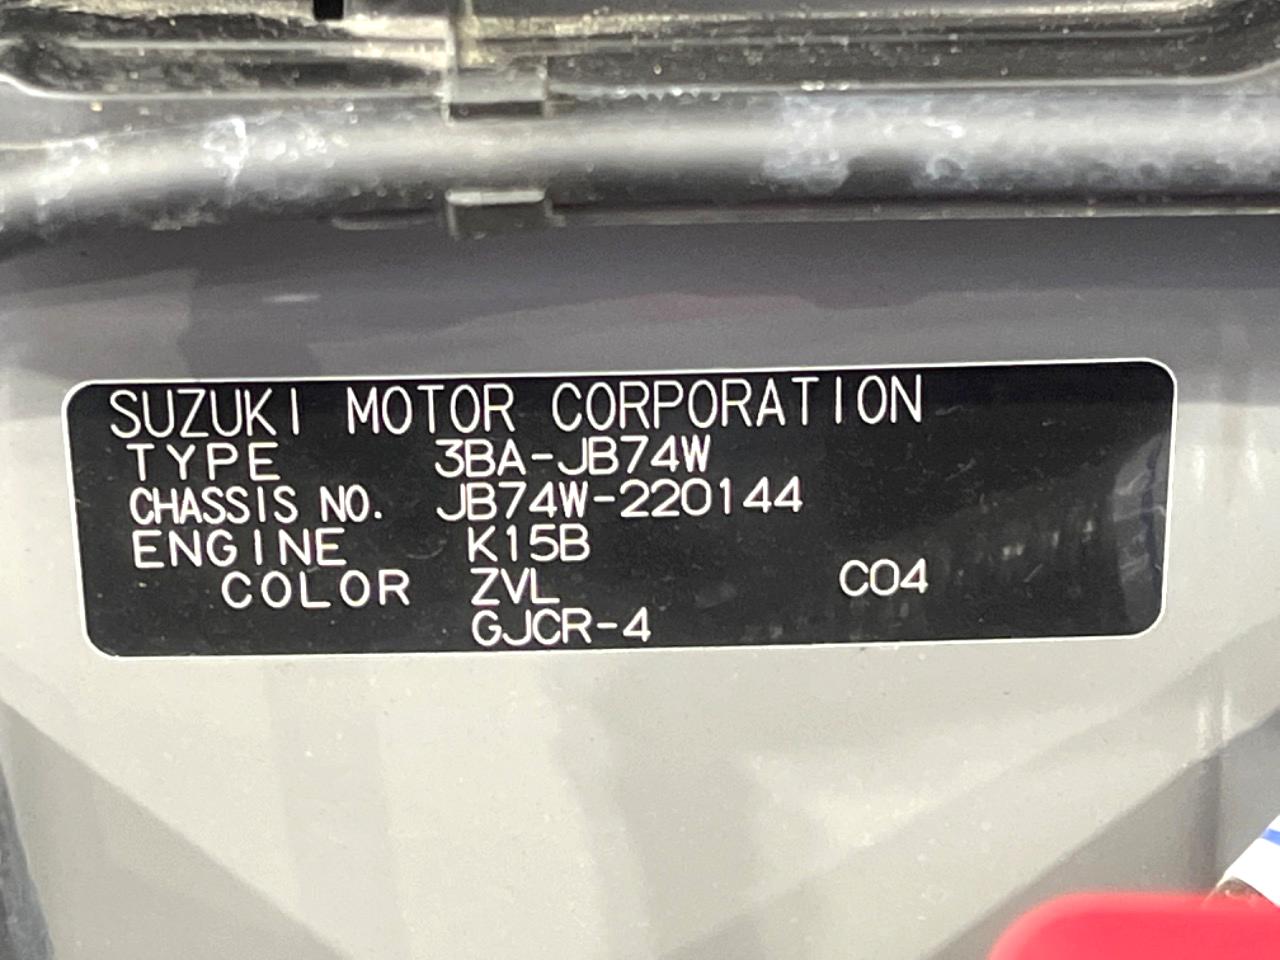 SUZUKI MOTOR CORPORATION
TYPE 3BA-JB74W
CHASSIS NO. JB74W-220144
ENGINE K15B
COLOR ZVL C04
GJCR-4